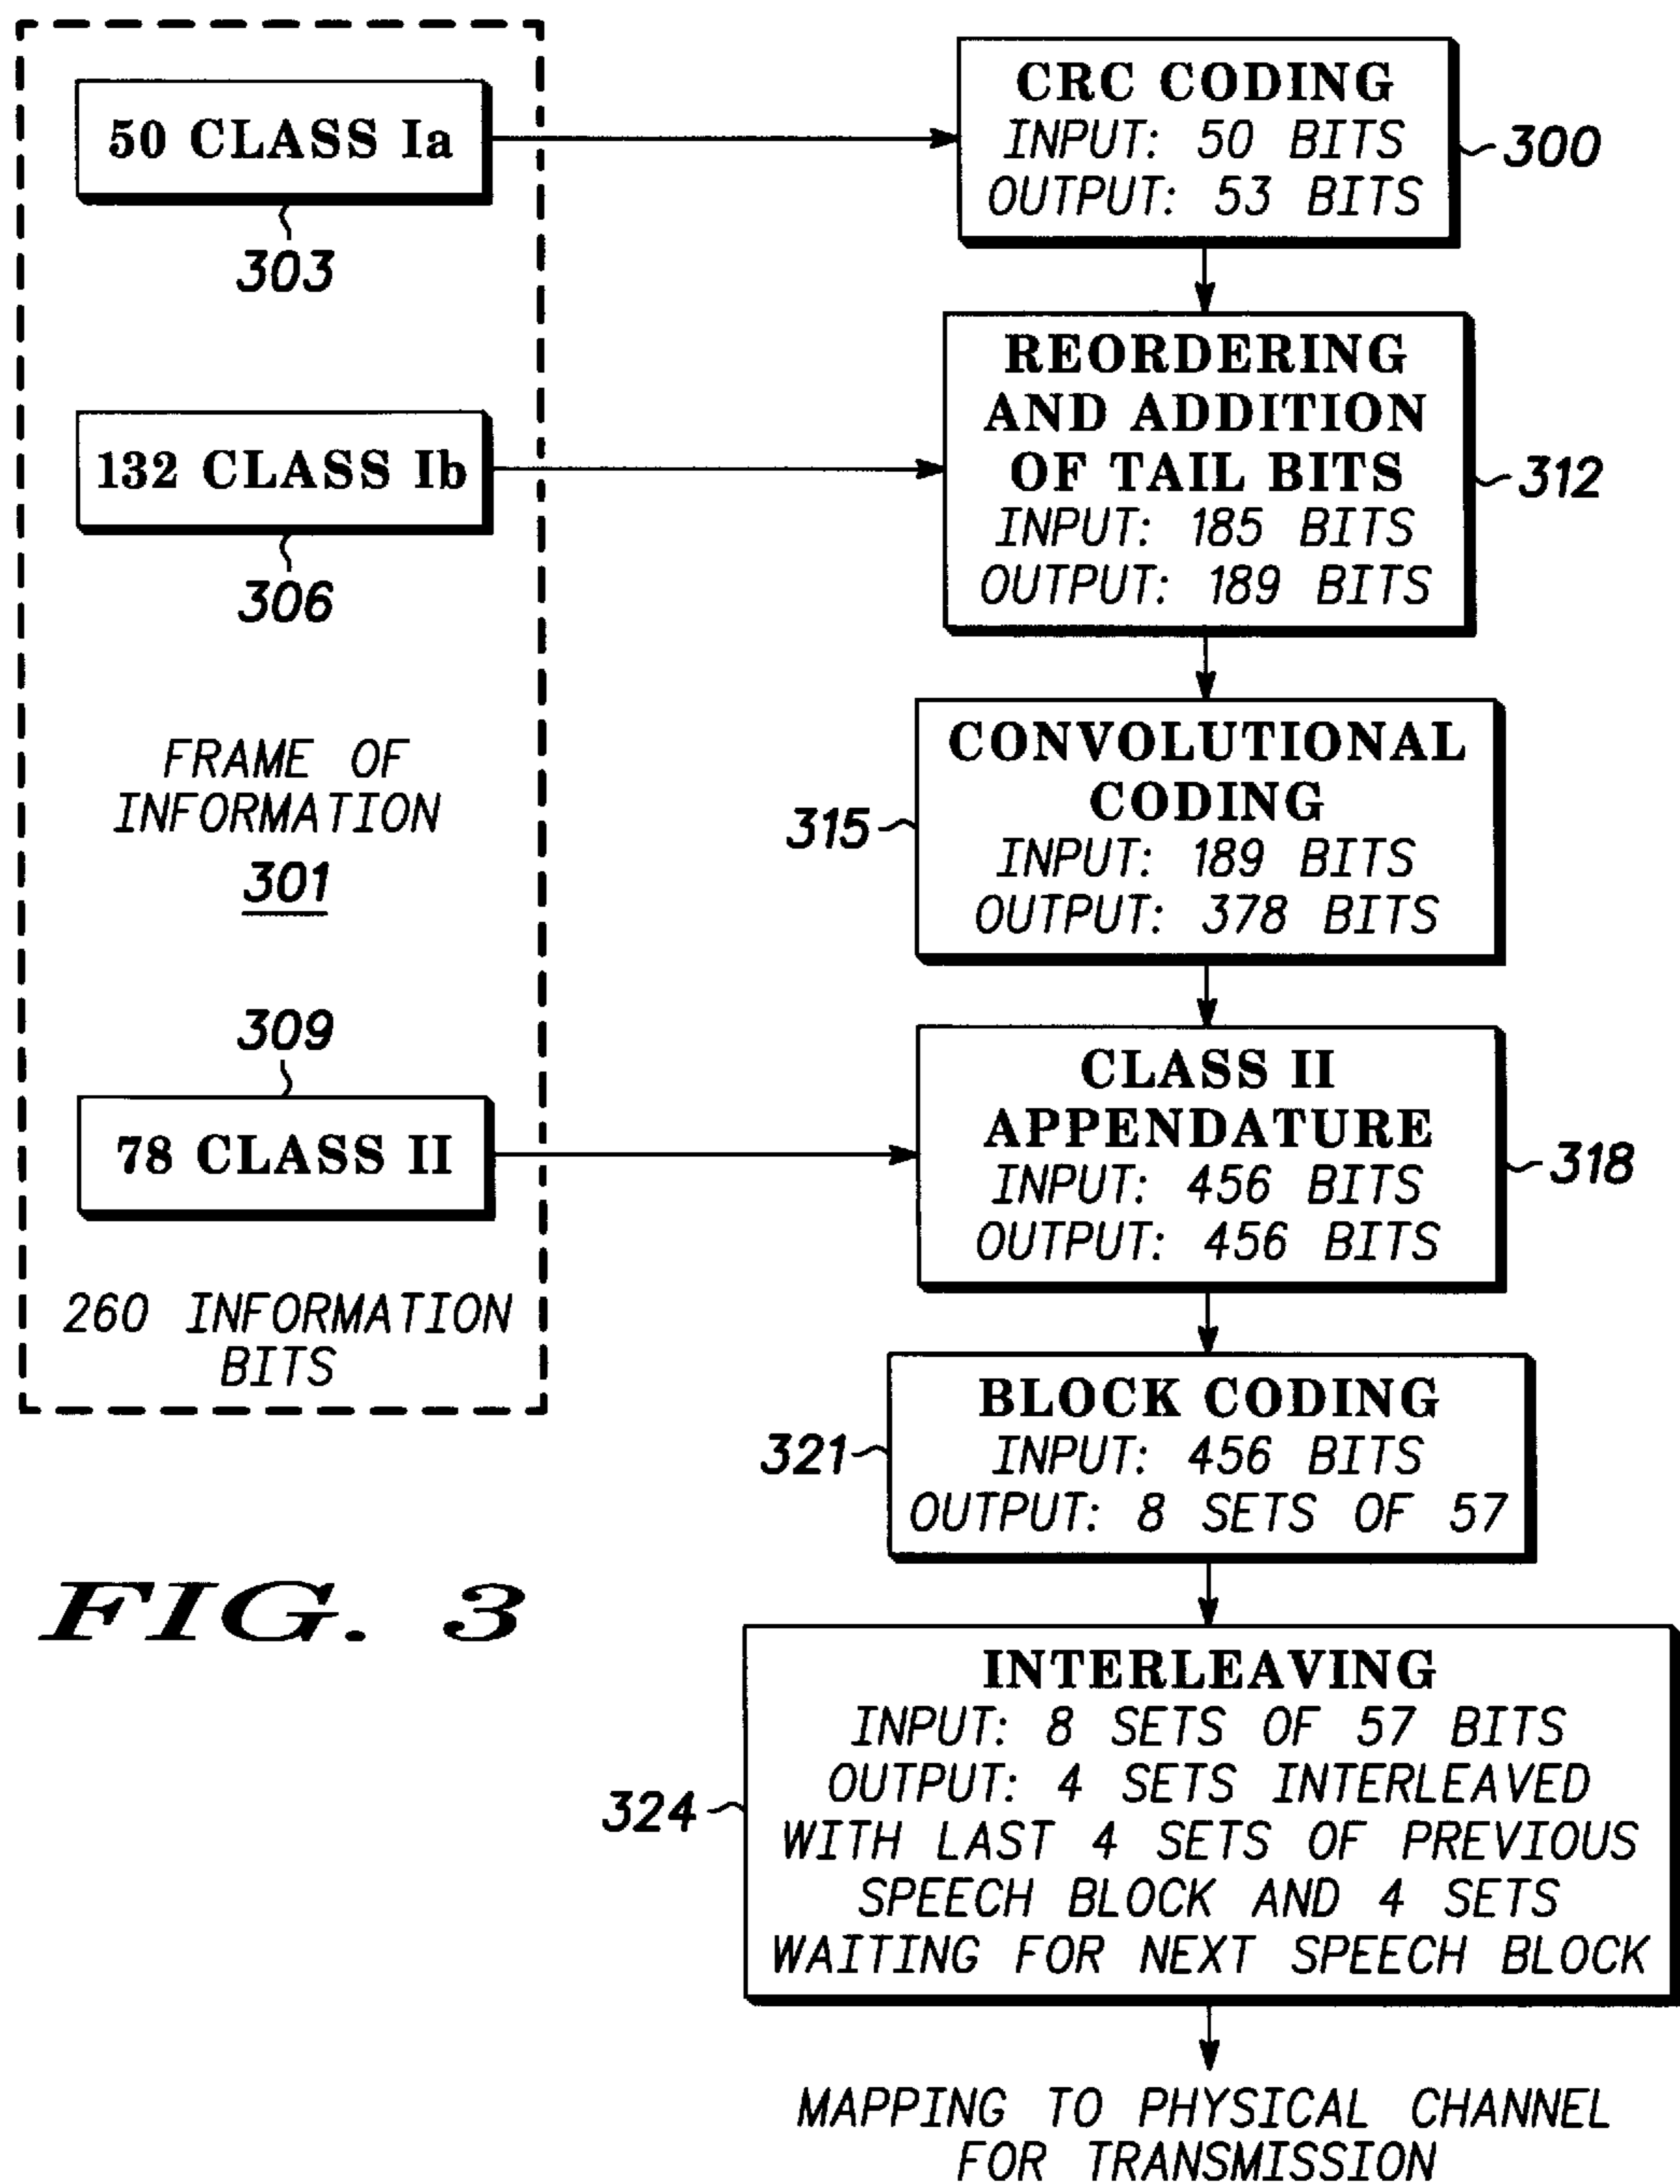 50 CLASS Ia
303
132 CLASS Ib
306
FRAME OF
INFORMATION
301
309
78 CLASS II
260 INFORMATION
BITS
CRC CODING
INPUT: 50 BITS
OUTPUT: 53 BITS
300
REORDERING
AND ADDITION
OF TAIL BITS
INPUT: 185 BITS
OUTPUT: 189 BITS
312
CONVOLUTIONAL
CODING
INPUT: 189 BITS
OUTPUT: 378 BITS
315
CLASS II
APPENDATURE
INPUT: 456 BITS
OUTPUT: 456 BITS
318
BLOCK CODING
INPUT: 456 BITS
OUTPUT: 8 SETS OF 57
321
INTERLEAVING
INPUT: 8 SETS OF 57 BITS
OUTPUT: 4 SETS INTERLEAVED
WITH LAST 4 SETS OF PREVIOUS
SPEECH BLOCK AND 4 SETS
WAITING FOR NEXT SPEECH BLOCK
324
MAPPING TO PHYSICAL CHANNEL
FOR TRANSMISSION
FIG. 3